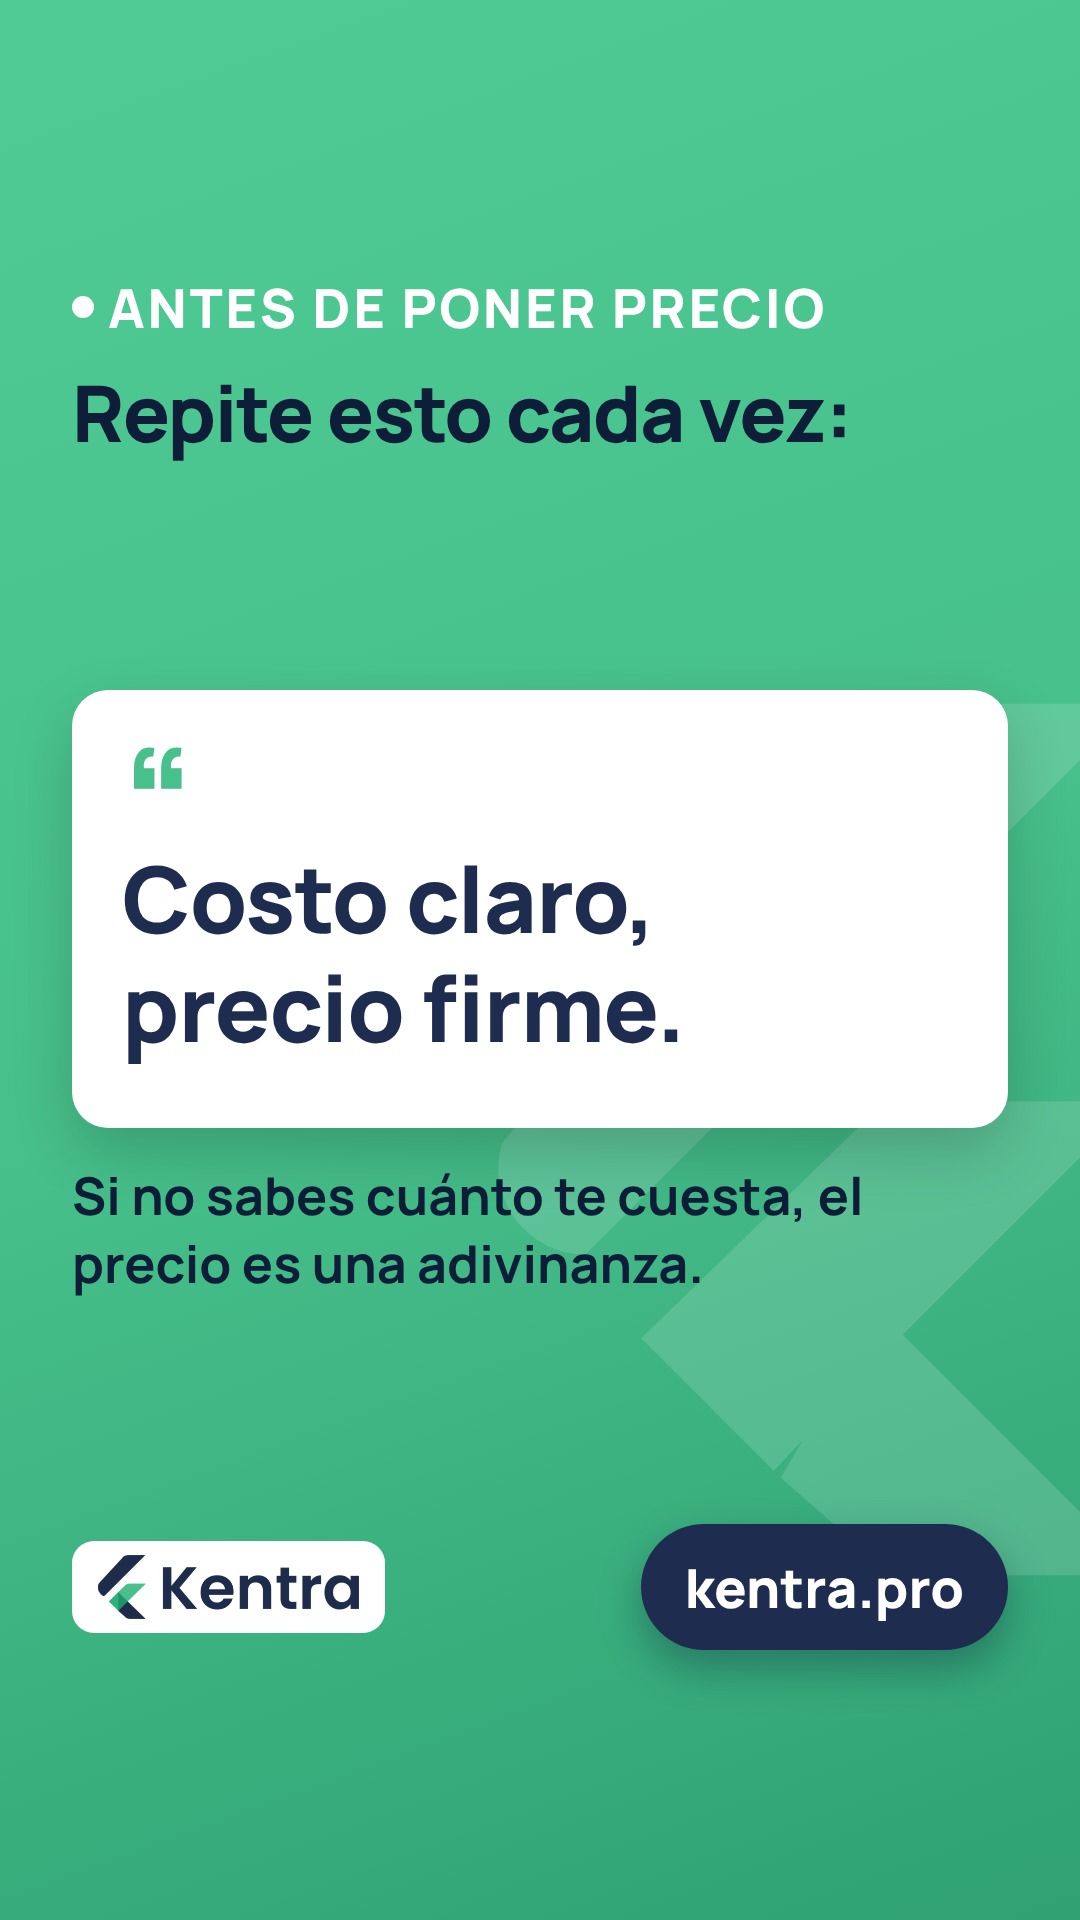 • ANTES DE PONER PRECIO
Repite esto cada vez:
“
Costo claro,
precio firme.
Si no sabes cuánto te cuesta, el
precio es una adivinanza.
Kentra
kentra.pro